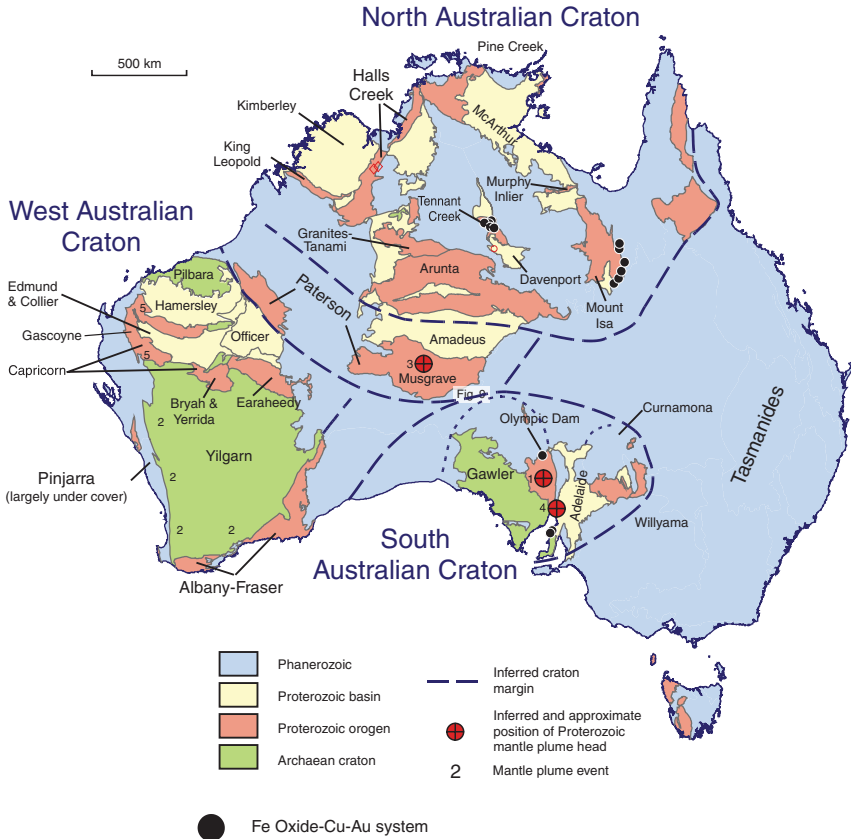 North Australian Craton
Pine Creek
500 km
Halls
Creek
Kimberley
McArthur
King
Leopold
Murphy
Inlier
Tennant
Creek
West Australian
Craton
Granites-
Tanami
Pilbara
Arunta
Davenport
Edmund
& Collier
Paterson
Hamersley
5
Mount
Isa
Gascoyne
Officer
Amadeus
Capricorn
5
3
Musgrave
Bryah &
Yerrida
Earaheedy
Fig. 9
Curnamona
Olympic Dam
2
Yilgarn
Tasmanides
Gawler
Pinjarra
(largely under cover)
2
1
Adelaide
4
2
2
Willyama
South
Australian Craton
Albany-Fraser
Phanerozoic
Proterozoic basin
Proterozoic orogen
Archaean craton
Inferred craton
margin
Inferred and approximate
position of Proterozoic
mantle plume head
2
Mantle plume event
Fe Oxide-Cu-Au system